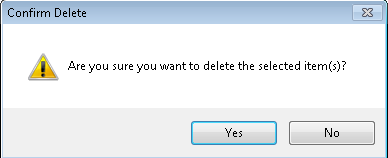 Confirm Delete
Are you sure you want to delete the selected item(s)?
Yes
No